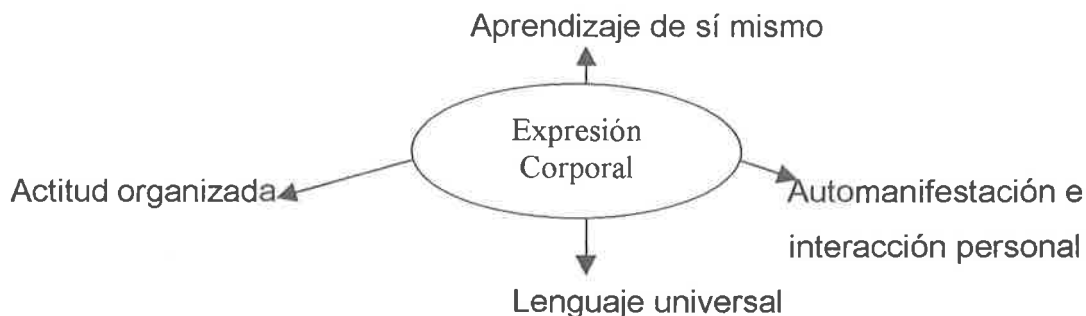 Aprendizaje de sí mismo
Expresión
Corporal
Actitud organizada
Automanifestación e
interacción personal
Lenguaje universal